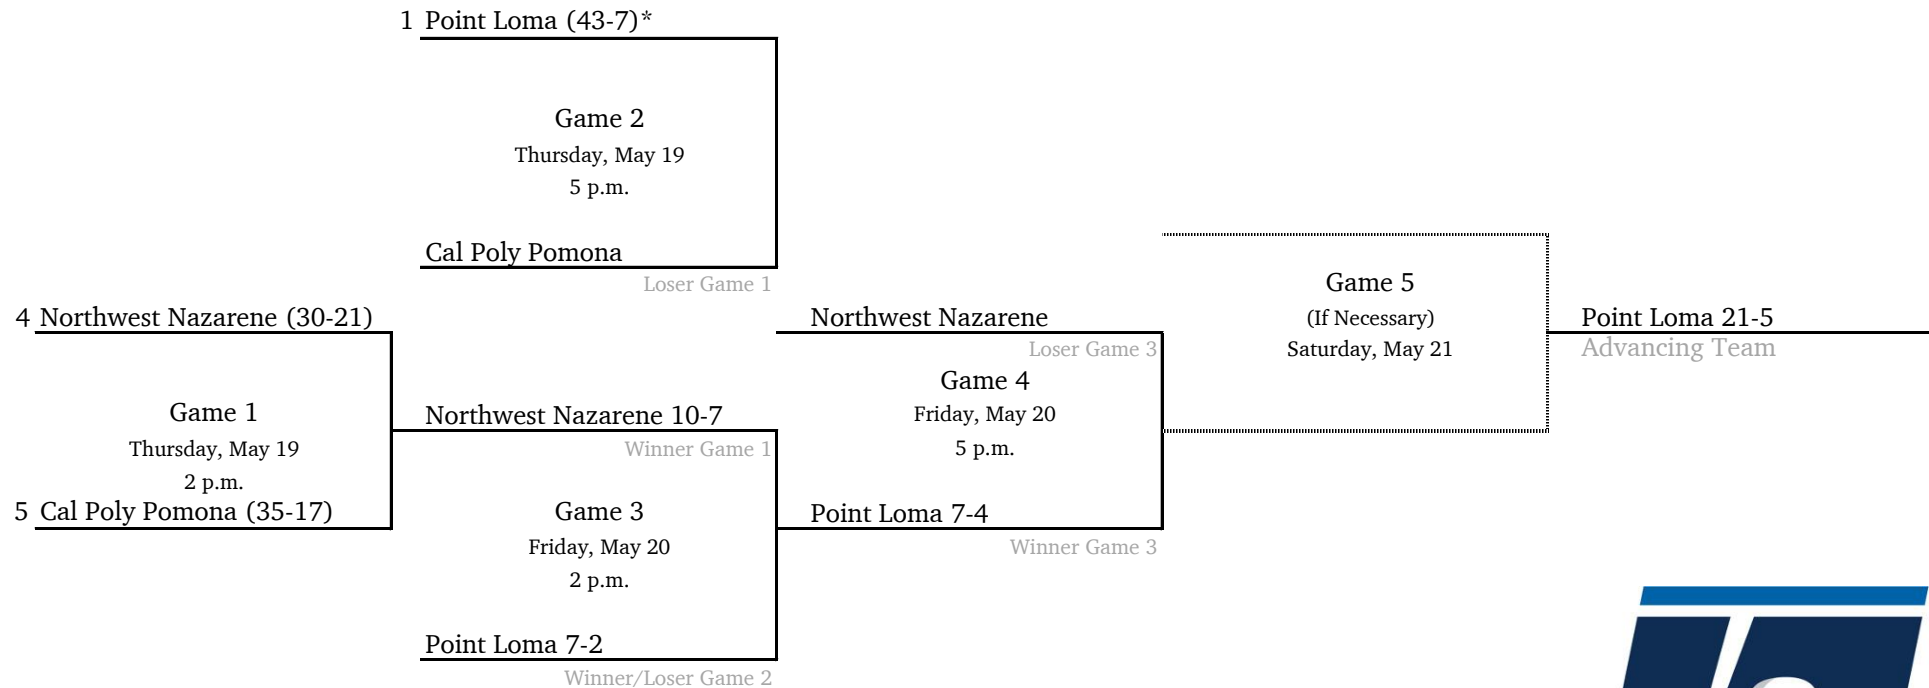 1 Point Loma (43-7)*
Game 2
Thursday, May 19
5 p.m.
Cal Poly Pomona
Loser Game 1
4 Northwest Nazarene (30-21)
Game 1
Thursday, May 19
2 p.m.
5 Cal Poly Pomona (35-17)
Northwest Nazarene 10-7
Winner Game 1
Game 3
Friday, May 20
2 p.m.
Point Loma 7-2
Winner/Loser Game 2
Northwest Nazarene
Loser Game 3
Game 4
Friday, May 20
5 p.m.
Point Loma 7-4
Winner Game 3
Game 5
(If Necessary)
Saturday, May 21
Point Loma 21-5
Advancing Team